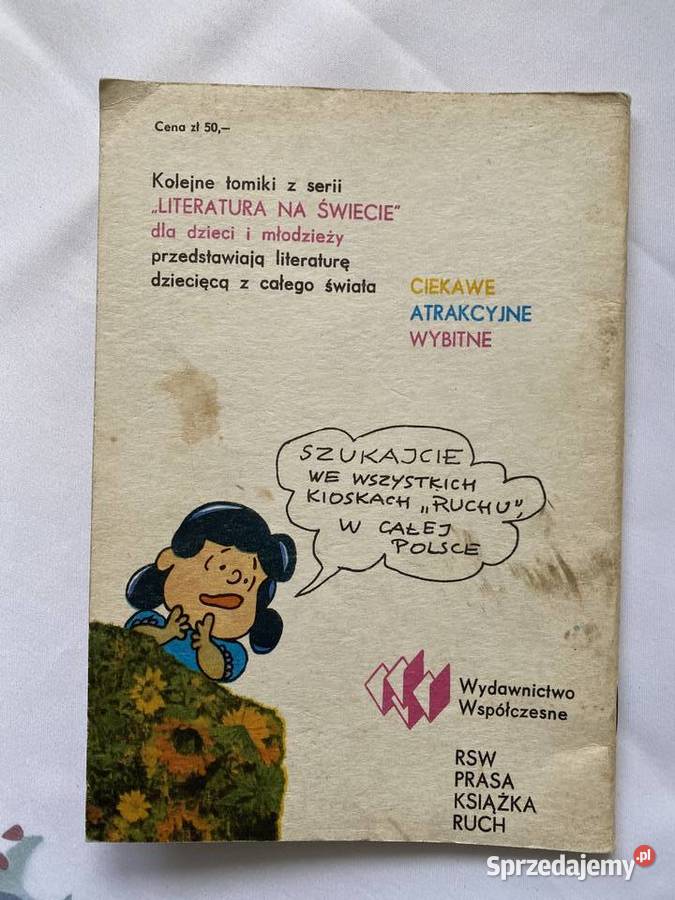 Cena zł 50,—
Kolejne tomiki z serii
„LITERATURA NA ŚWIECIE"
dla dzieci i młodzieży
przedstawiają literaturę
dziecięcą z całego świata
CIEKAWE
ATRAKCYJNE
WYBITNE
SZUKAJCIE
WE WSZYSTKICH
KIOSKACH „RUCHU",
W CAŁEJ
POLSCE
Wydawnictwo
Współczesne
RSW
PRASA
KSIĄŻKA
RUCH
Sprzedajemy.pl